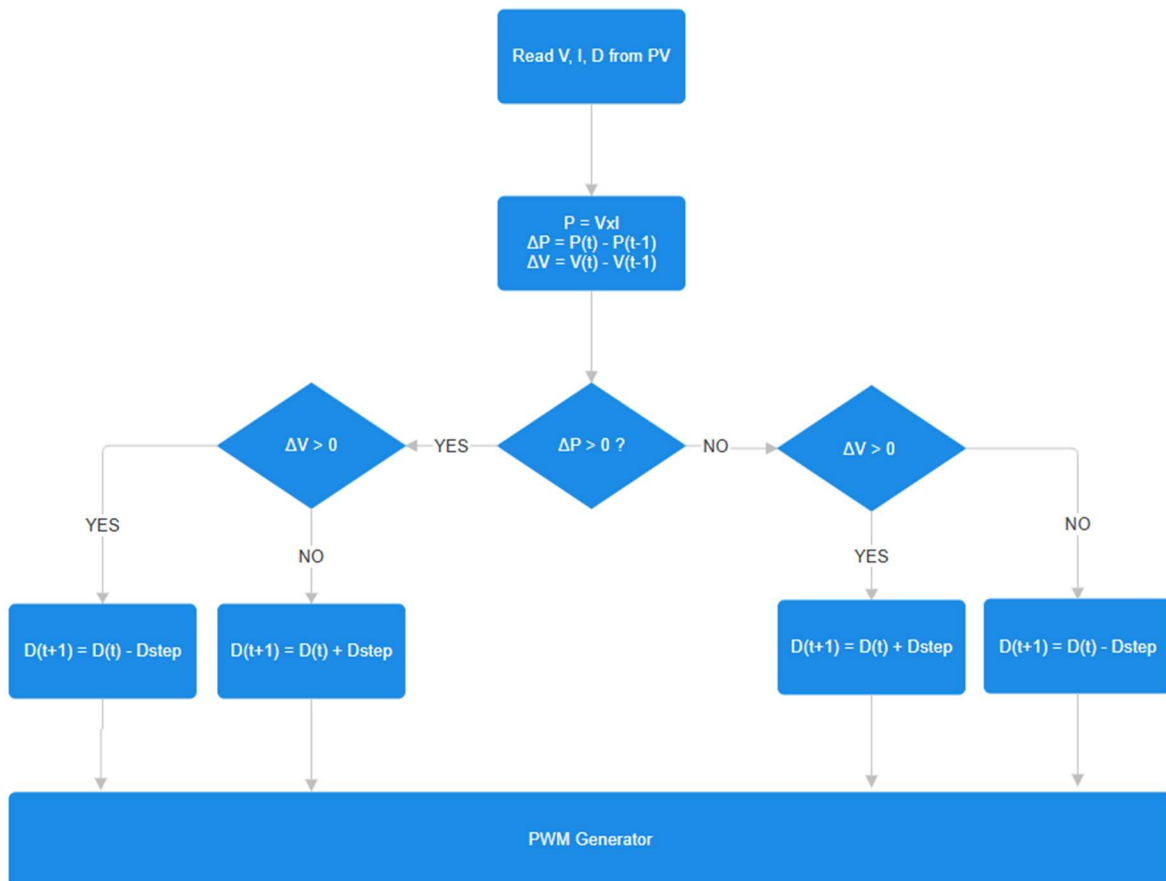 Read V, I, D from PV
P = VxI
ΔP = P(t) - P(t-1)
ΔV = V(t) - V(t-1)
ΔV > 0
YES
ΔP > 0 ?
NO
ΔV > 0
YES
NO
YES
NO
D(t+1) = D(t) - Dstep
D(t+1) = D(t) + Dstep
D(t+1) = D(t) + Dstep
D(t+1) = D(t) - Dstep
PWM Generator